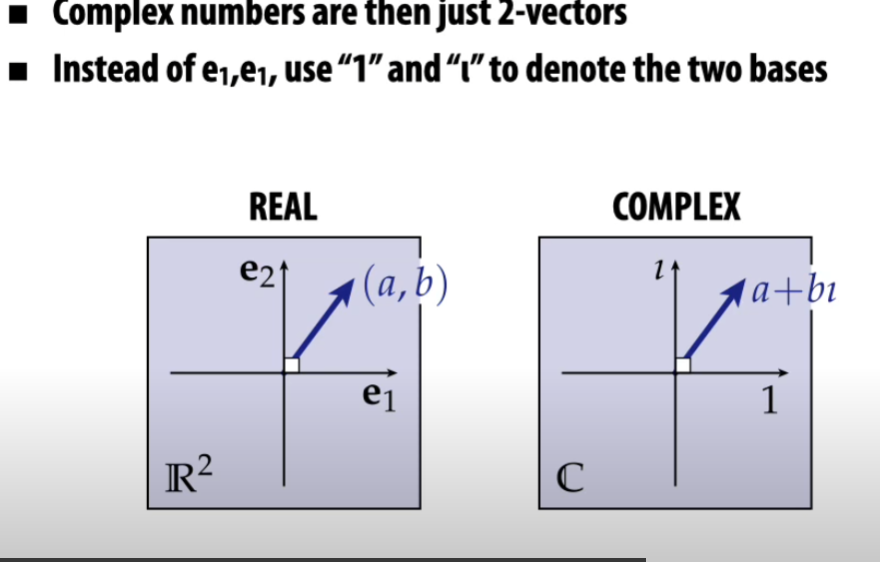 ▪ Complex numbers are then just 2-vectors
▪ Instead of e₁,e₁, use “1” and “ι” to denote the two bases
REAL
COMPLEX
e₂
(a,b)
e₁
ℝ²
ι
a+bι
1
ℂ